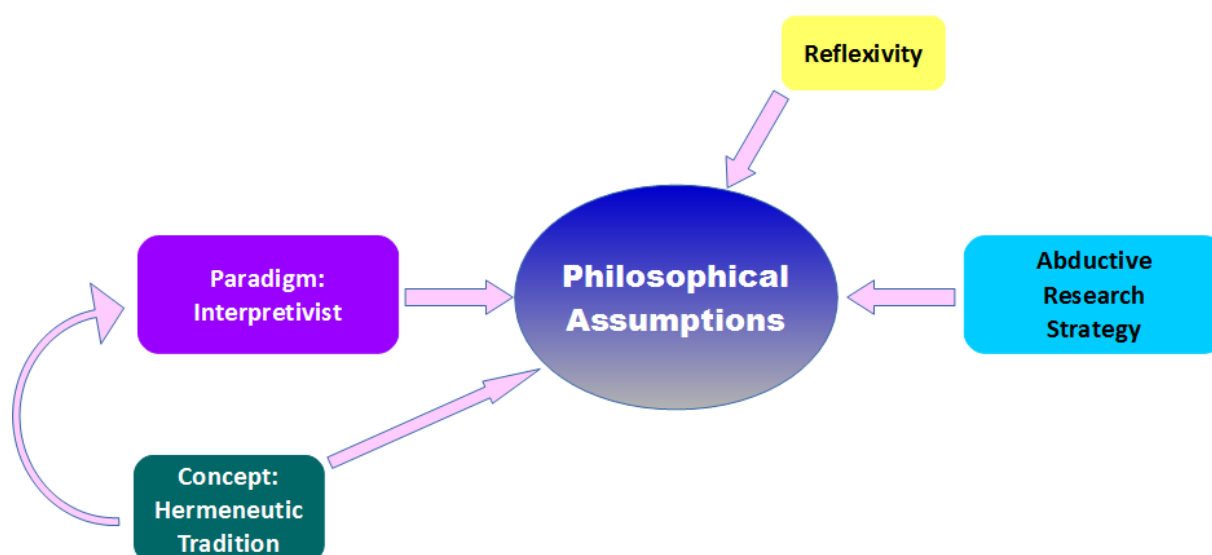 Reflexivity
Paradigm:
Interpretivist
Philosophical
Assumptions
Abductive
Research
Strategy
Concept:
Hermeneutic
Tradition